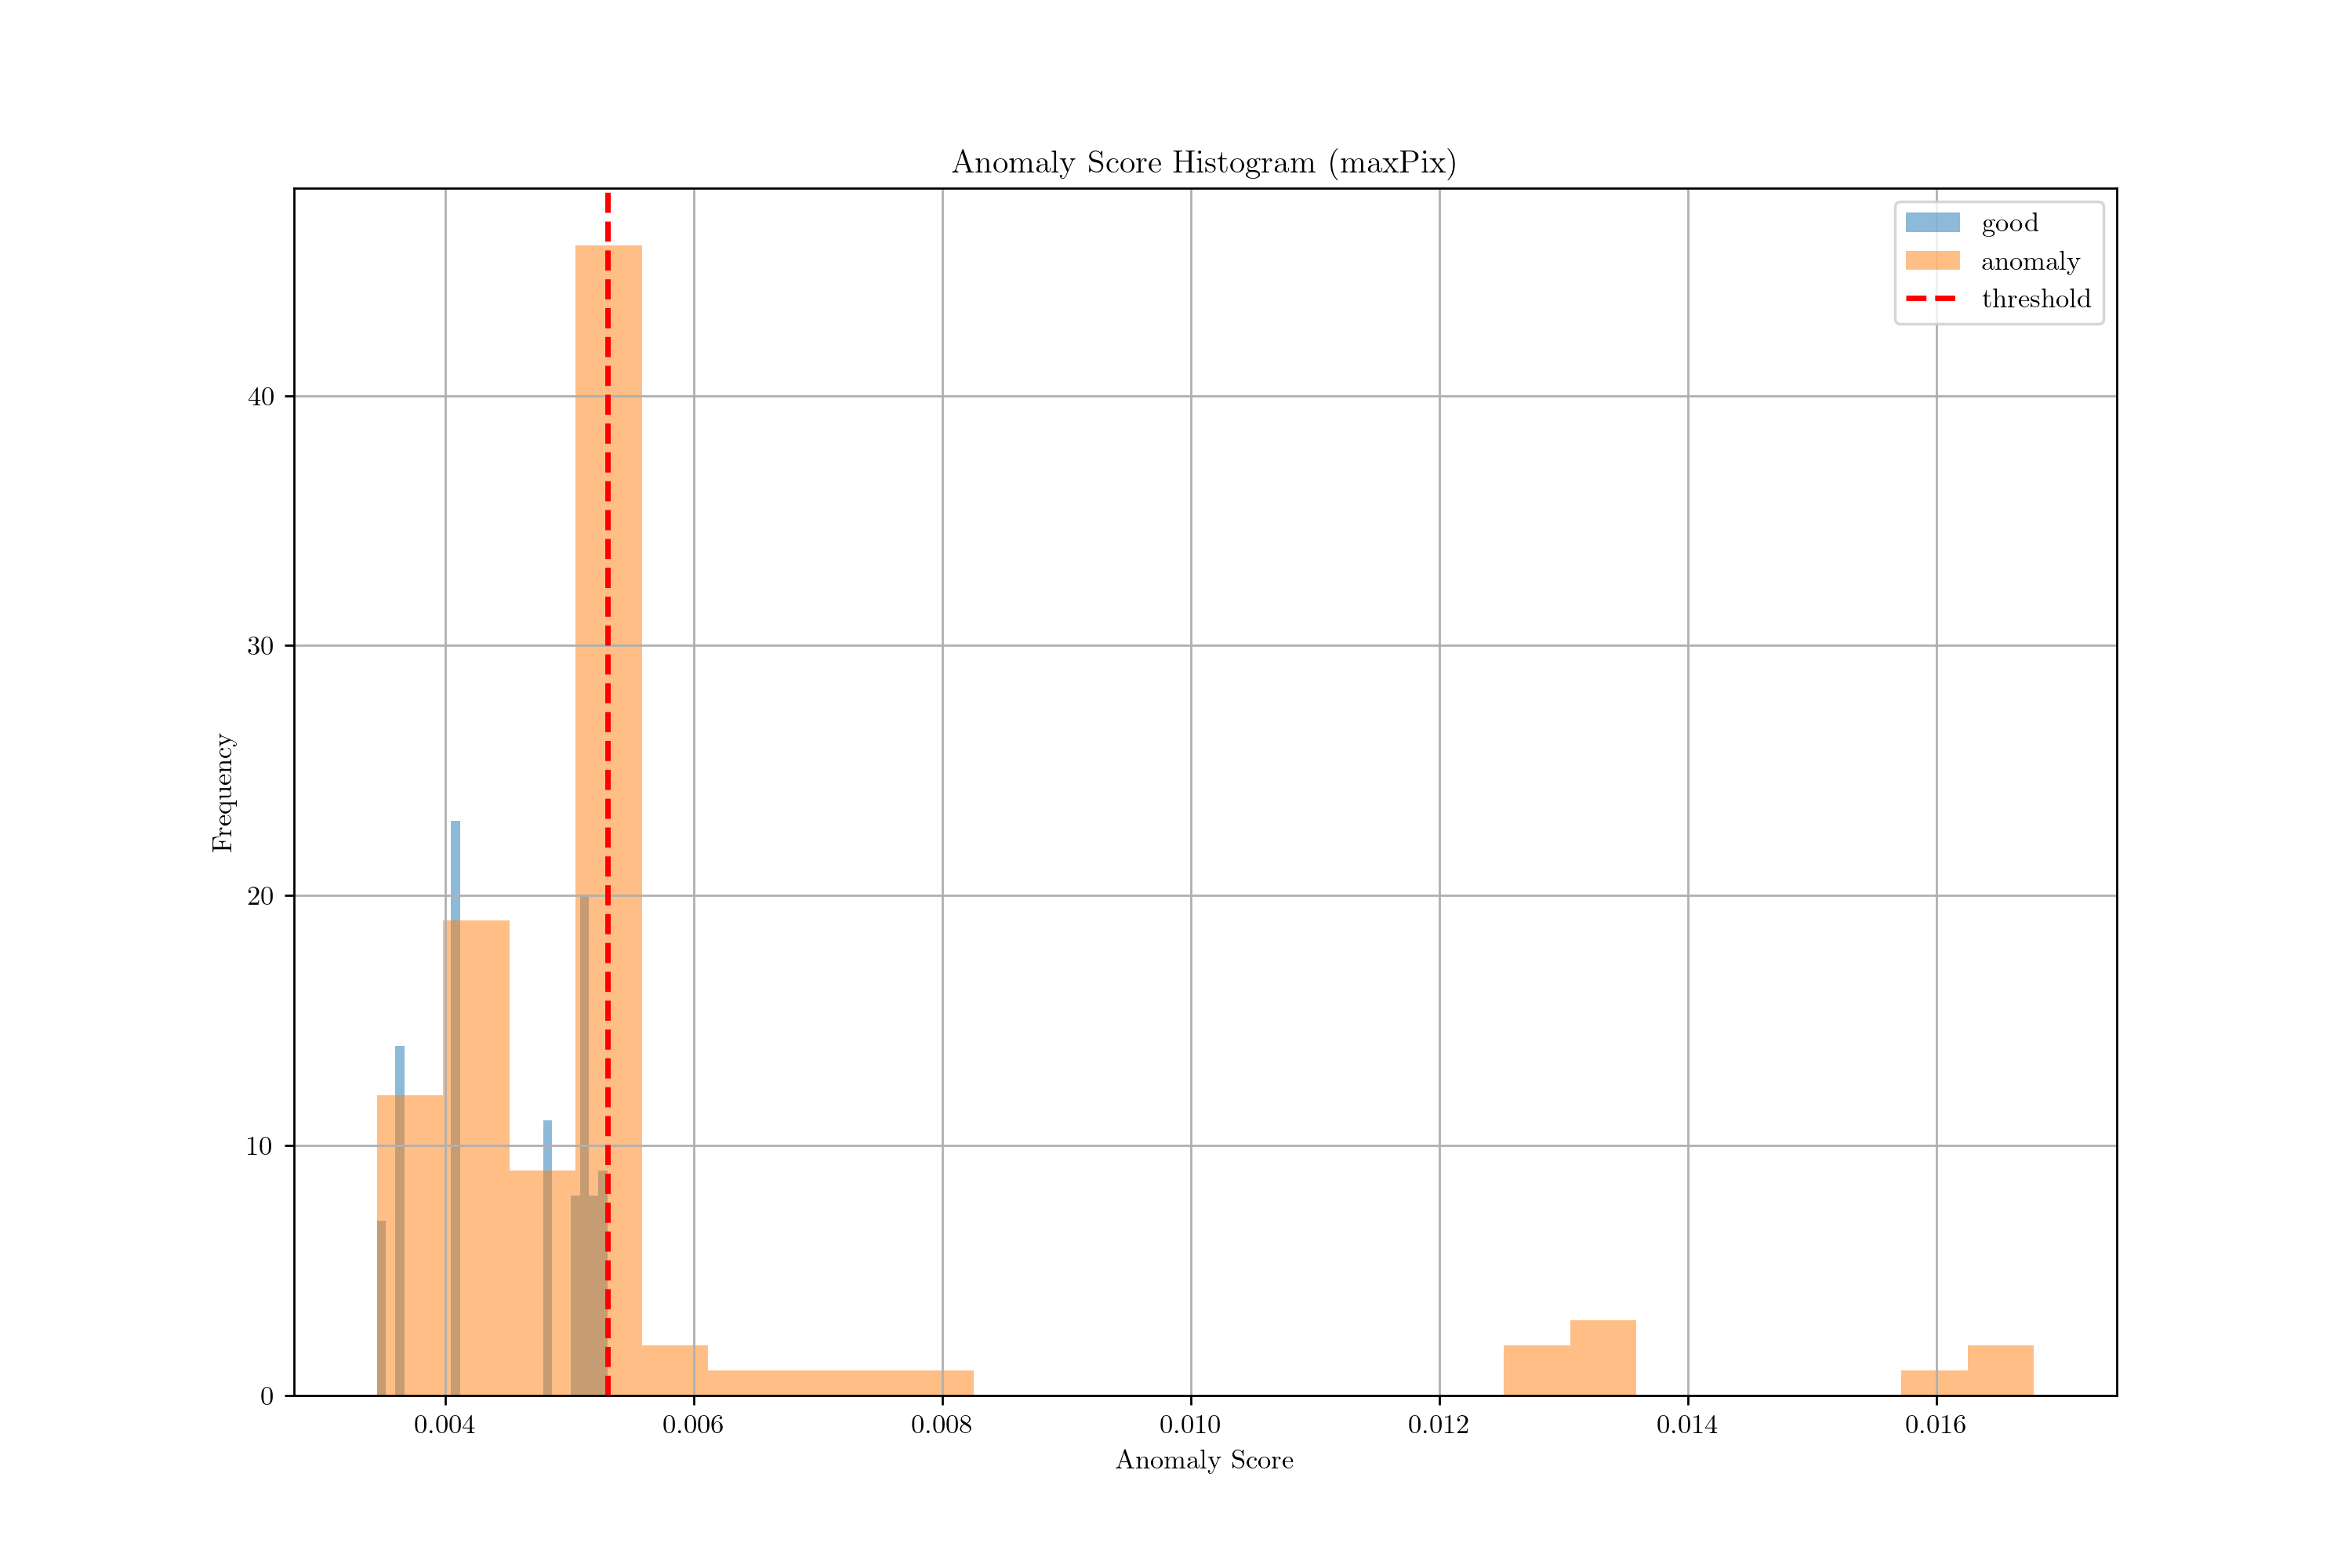 Anomaly Score Histogram (maxPix)
good
anomaly
threshold
40
30
20
10
0
Frequency
0.004 0.006 0.008 0.010 0.012 0.014 0.016
Anomaly Score